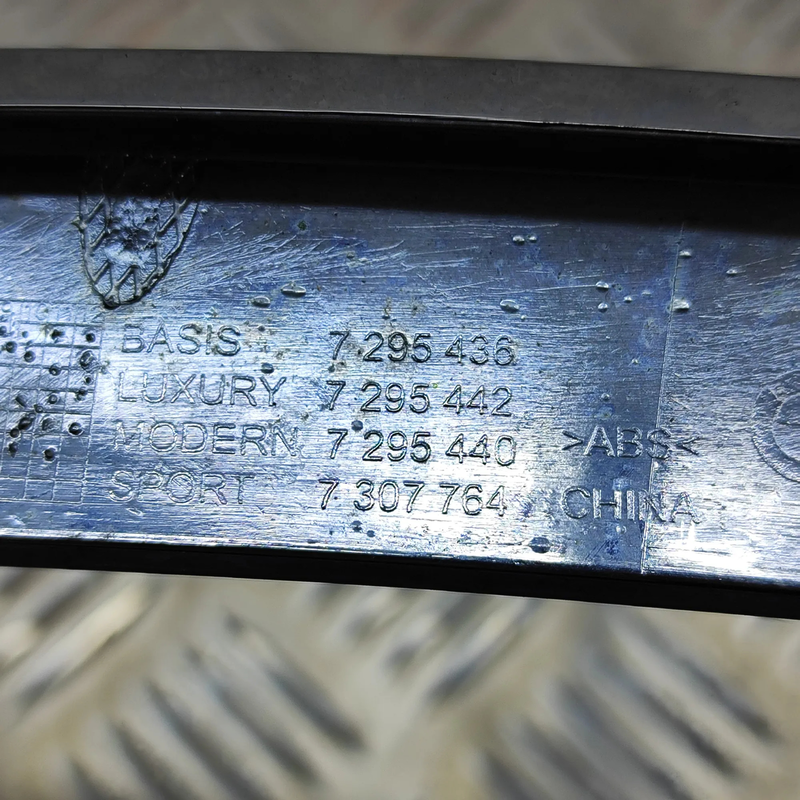 BASIS 7 295 436
LUXURY 7 295 442
MODERN 7 295 440 >ABS<
SPORT 7 307 764 CHINA